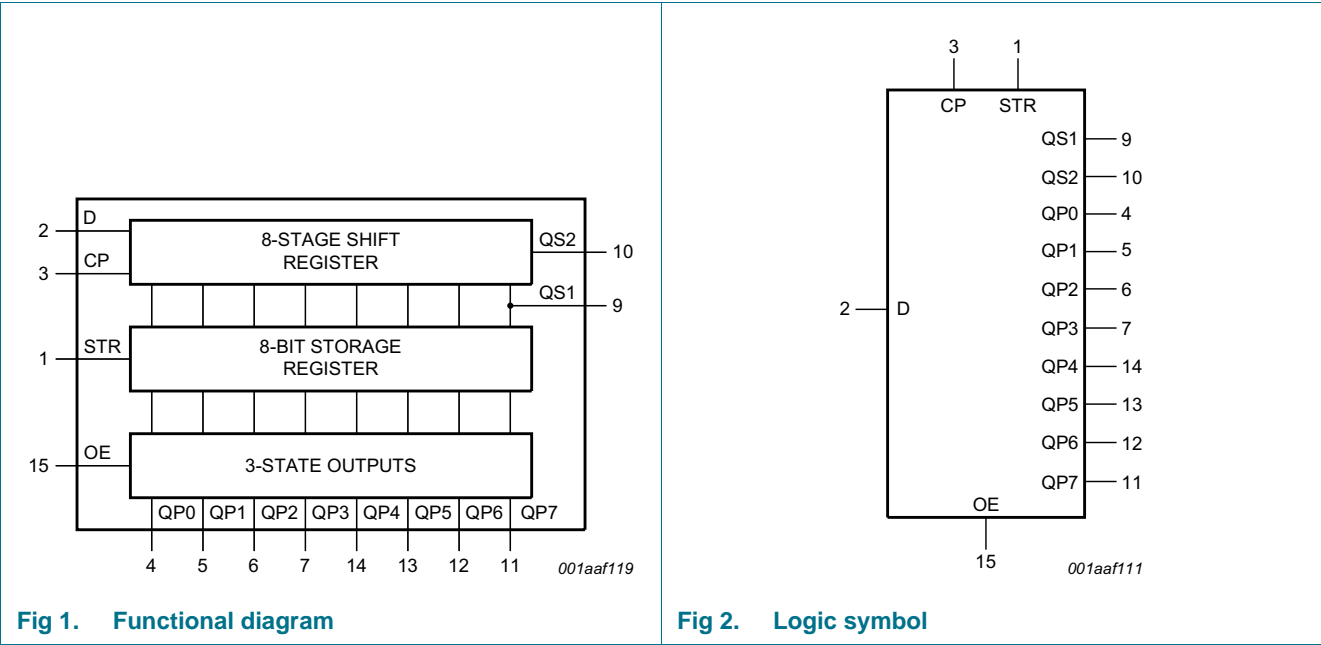 D
2
8-STAGE SHIFT
REGISTER
QS2
10
CP
3
QS1
9
STR
1
8-BIT STORAGE
REGISTER
OE
15
3-STATE OUTPUTS
QP0 QP1 QP2 QP3 QP4 QP5 QP6 QP7
4 5 6 7 14 13 12 11
001aaf119
Fig 1. Functional diagram
3 1
CP STR
QS1 9
QS2 10
QP0 4
QP1 5
QP2 6
2 D
QP3 7
QP4 14
QP5 13
QP6 12
QP7 11
OE
15
001aaf111
Fig 2. Logic symbol